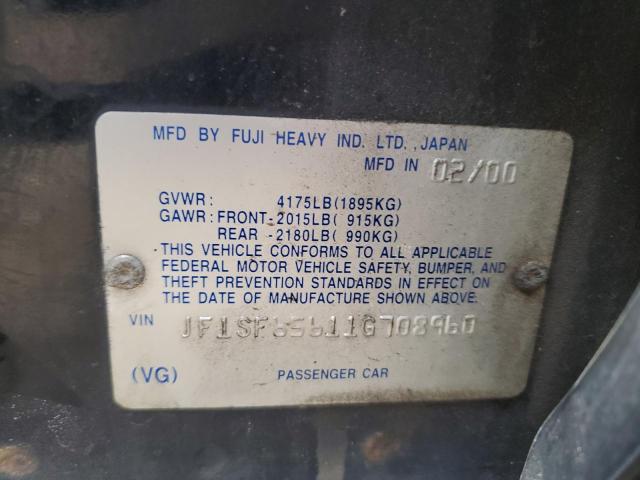 MFD BY FUJI HEAVY IND. LTD., JAPAN
MFD IN 02/00
GVWR: 4175LB(1895KG)
GAWR: FRONT-2015LB( 915KG)
REAR -2180LB( 990KG)
THIS VEHICLE CONFORMS TO ALL APPLICABLE
FEDERAL MOTOR VEHICLE SAFETY, BUMPER, AND
THEFT PREVENTION STANDARDS IN EFFECT ON
THE DATE OF MANUFACTURE SHOWN ABOVE.
VIN JF1SF65611G708960
(VG) PASSENGER CAR